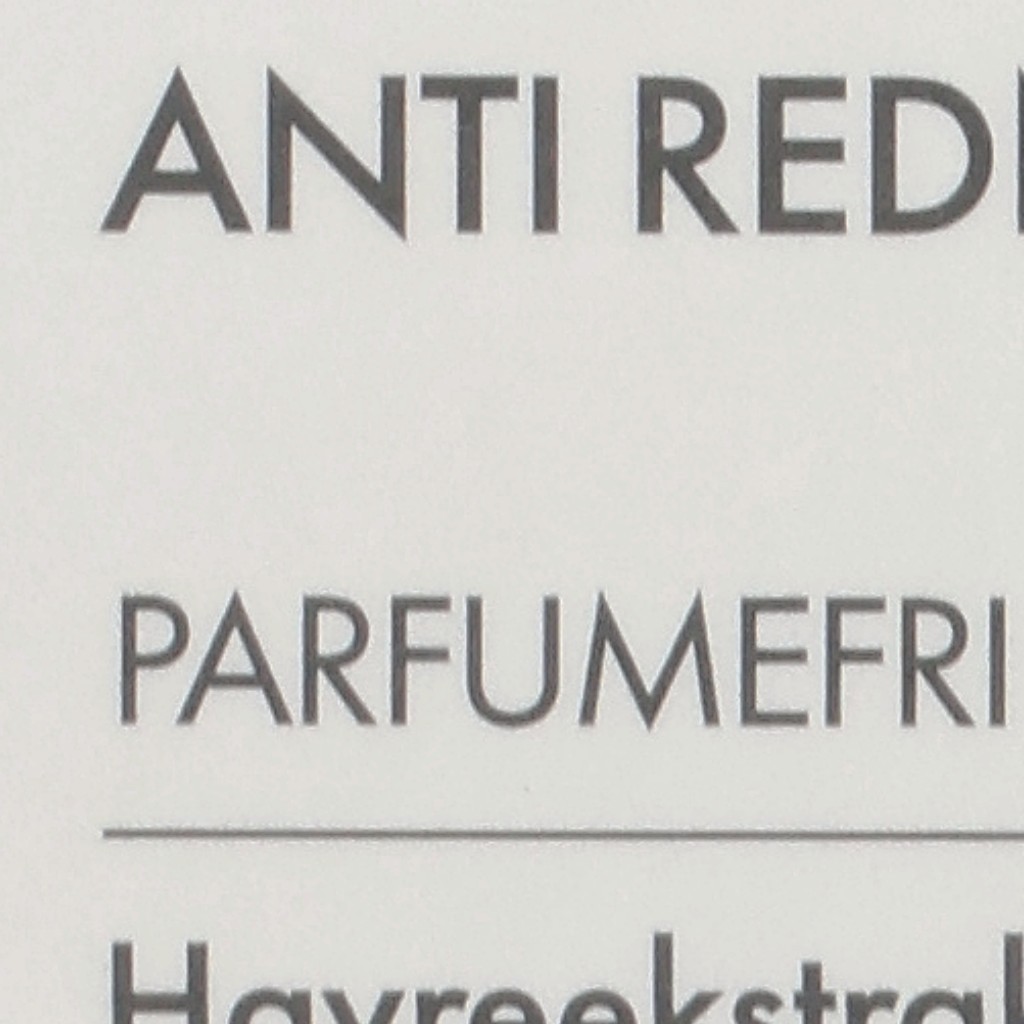 ANTI RED
PARFUMEFRI
Havreekstra